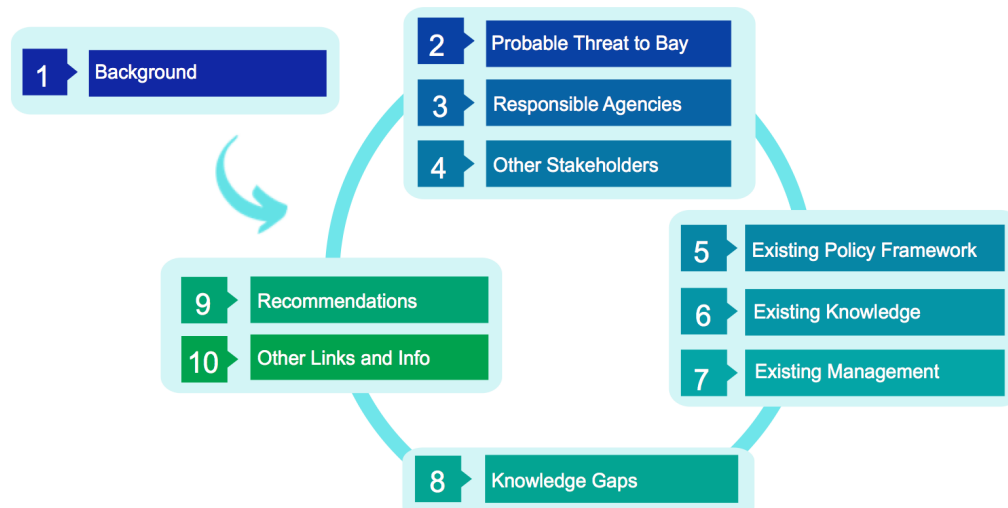 1 Background
2 Probable Threat to Bay
3 Responsible Agencies
4 Other Stakeholders
5 Existing Policy Framework
6 Existing Knowledge
7 Existing Management
8 Knowledge Gaps
9 Recommendations
10 Other Links and Info